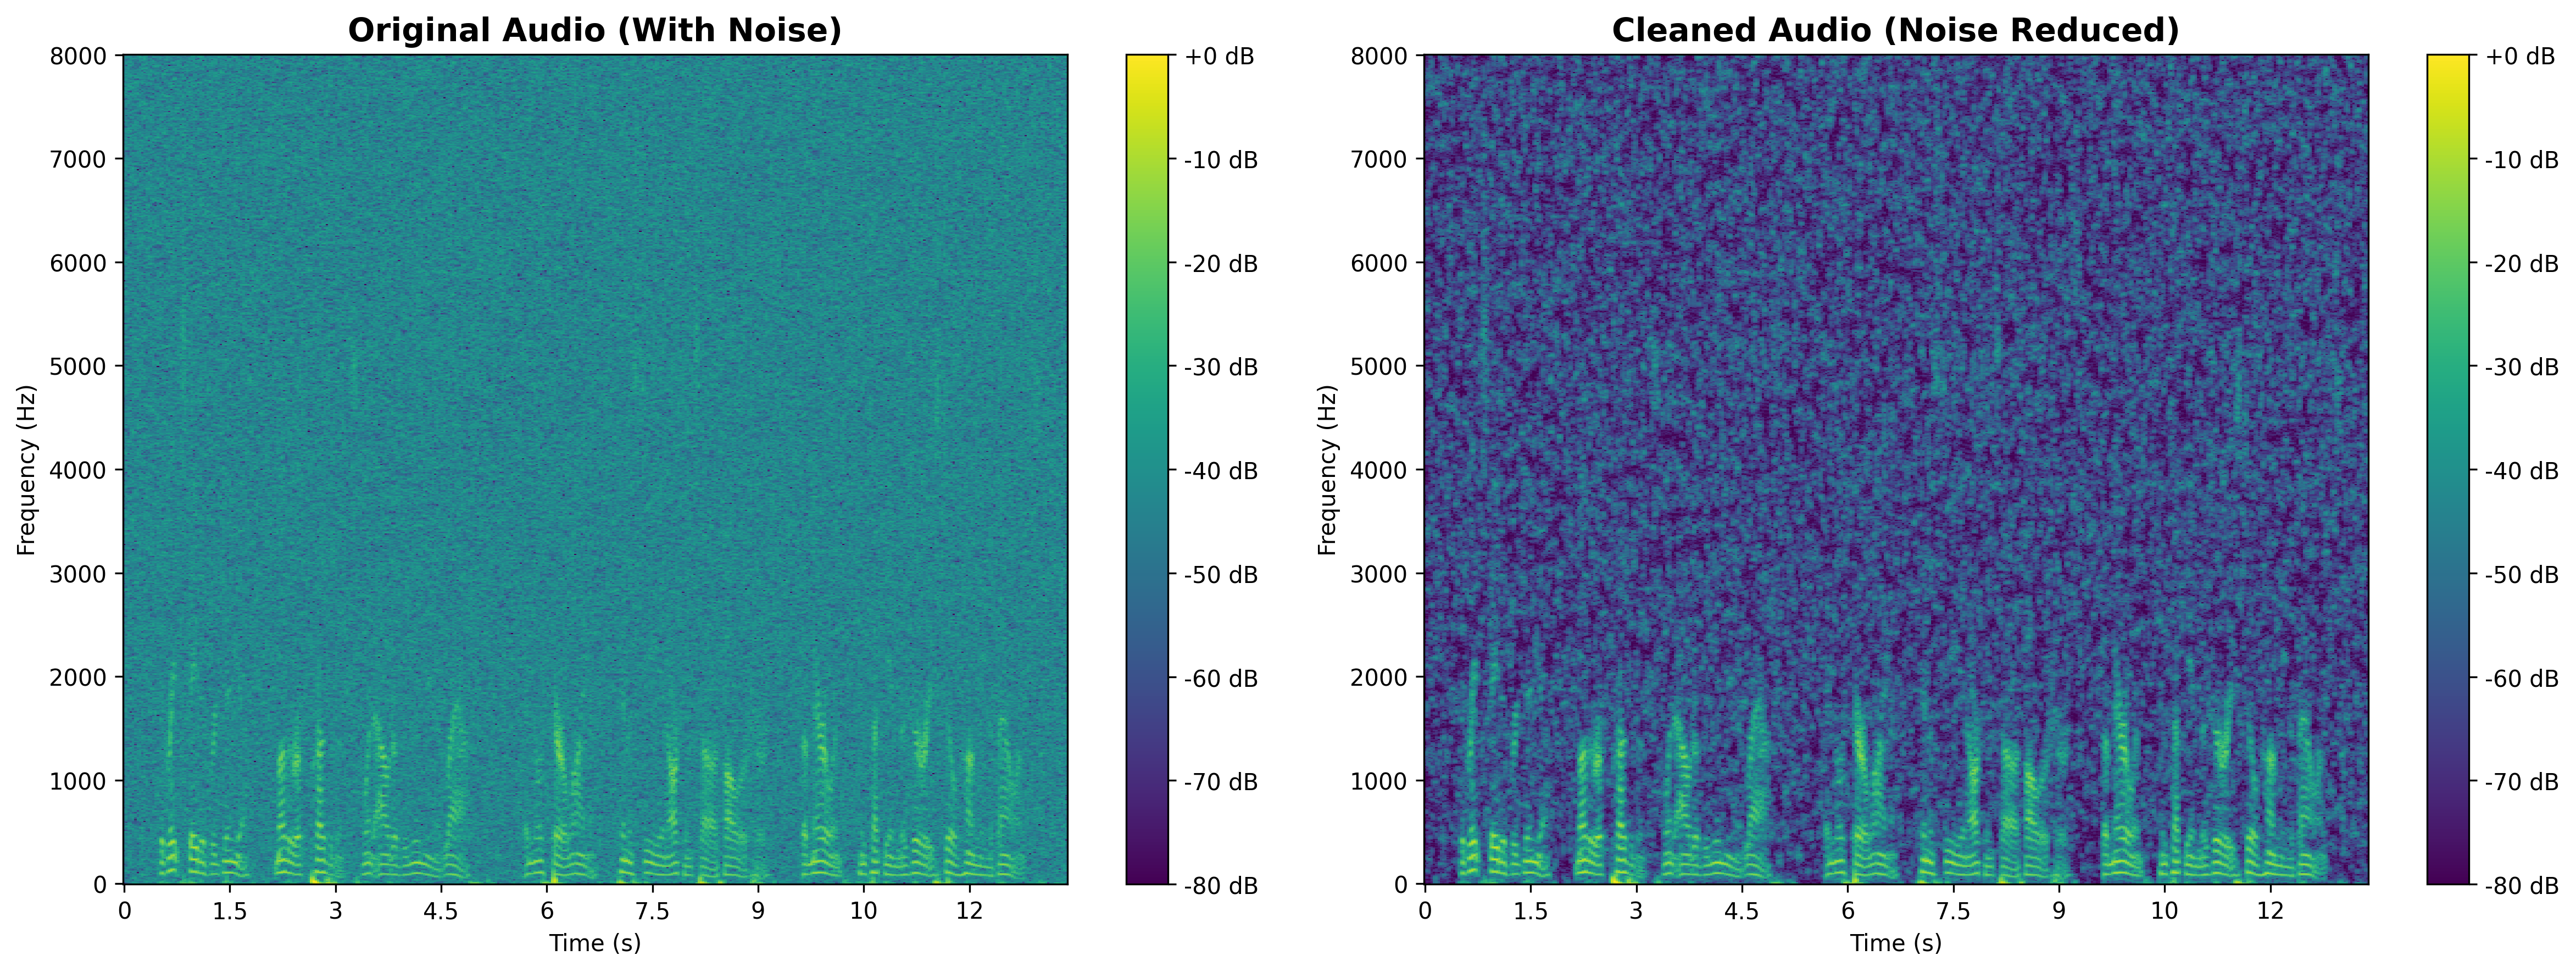 Original Audio (With Noise)
8000
7000
6000
5000
4000
3000
2000
1000
0
Frequency (Hz)
0 1.5 3 4.5 6 7.5 9 10 12
Time (s)
+0 dB
-10 dB
-20 dB
-30 dB
-40 dB
-50 dB
-60 dB
-70 dB
-80 dB
Cleaned Audio (Noise Reduced)
8000
7000
6000
5000
4000
3000
2000
1000
0
Frequency (Hz)
0 1.5 3 4.5 6 7.5 9 10 12
Time (s)
+0 dB
-10 dB
-20 dB
-30 dB
-40 dB
-50 dB
-60 dB
-70 dB
-80 dB